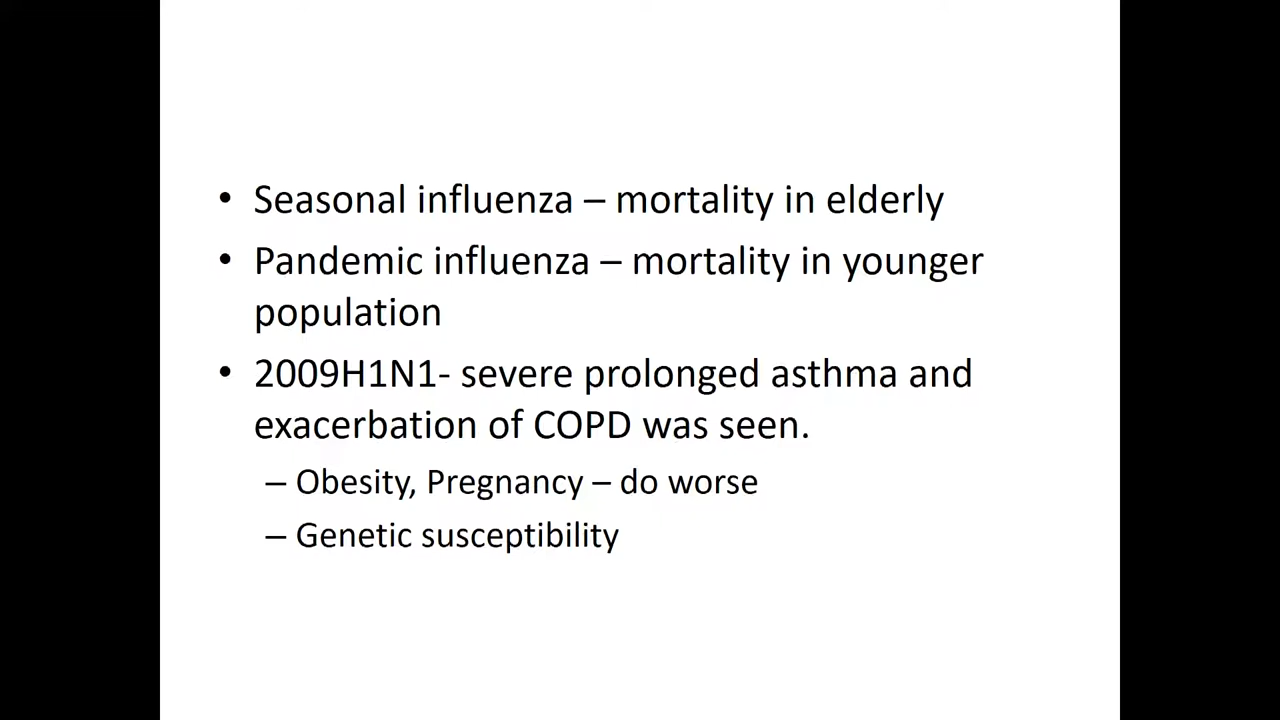 • Seasonal influenza – mortality in elderly
• Pandemic influenza – mortality in younger
population
• 2009H1N1- severe prolonged asthma and
exacerbation of COPD was seen.
– Obesity, Pregnancy – do worse
– Genetic susceptibility